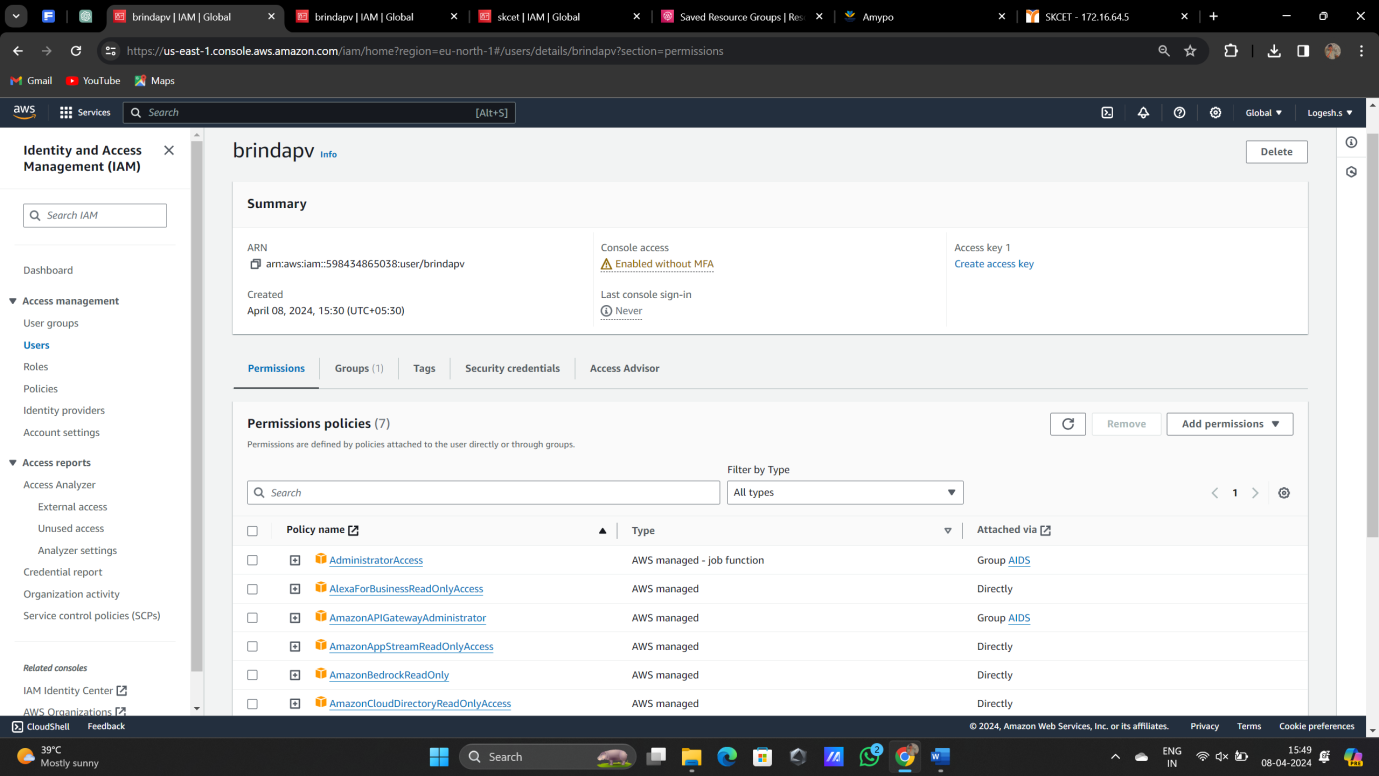 brindapv | IAM | Global
brindapv | IAM | Global
skcet | IAM | Global
Saved Resource Groups | Res
Amypo
SKCET - 172.16.64.5
https://us-east-1.console.aws.amazon.com/iam/home?region=eu-north-1#/users/details/brindapv?section=permissions
Gmail
YouTube
Maps
aws
Services
Search
[Alt+S]
Global
Logesh.s
Identity and Access
Management (IAM)
Search IAM
Dashboard
Access management
User groups
Users
Roles
Policies
Identity providers
Account settings
Access reports
Access Analyzer
External access
Unused access
Analyzer settings
Credential report
Organization activity
Service control policies (SCPs)
Related consoles
IAM Identity Center
AWS Organizations
brindapv Info
Delete
Summary
ARN
arn:aws:iam::598434865038:user/brindapv
Console access
Enabled without MFA
Access key 1
Create access key
Created
April 08, 2024, 15:30 (UTC+05:30)
Last console sign-in
Never
Permissions
Groups (1)
Tags
Security credentials
Access Advisor
Permissions policies (7)
Permissions are defined by policies attached to the user directly or through groups.
Remove
Add permissions
Filter by Type
Search
All types
1
Policy name
Type
Attached via
AdministratorAccess
AWS managed - job function
Group AIDS
AlexaForBusinessReadOnlyAccess
AWS managed
Directly
AmazonAPIGatewayAdministrator
AWS managed
Group AIDS
AmazonAppStreamReadOnlyAccess
AWS managed
Directly
AmazonBedrockReadOnly
AWS managed
Directly
AmazonCloudDirectoryReadOnlyAccess
AWS managed
Directly
CloudShell
Feedback
© 2024, Amazon Web Services, Inc. or its affiliates.
Privacy
Terms
Cookie preferences
39°C
Mostly sunny
Search
2
ENG
IN
15:49
08-04-2024